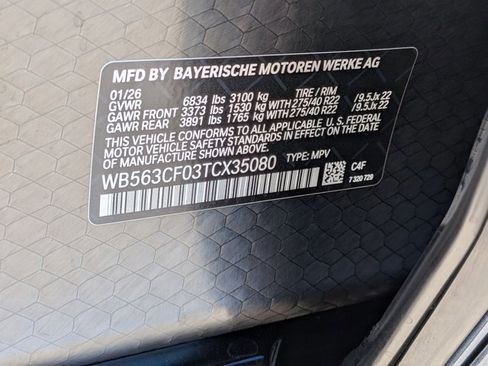 MFD BY BAYERISCHE MOTOREN WERKE AG
01/26 TIRE / RIM
GVWR 6834 lbs 3100 kg
GAWR FRONT 3373 lbs 1530 kg WITH 275/40 R22 / 9.5Jx 22
GAWR REAR 3891 lbs 1765 kg WITH 275/40 R22 / 9.5Jx 22
THIS VEHICLE CONFORMS TO ALL APPLICABLE U. S. FEDERAL
MOTOR VEHICLE SAFETY STANDARDS IN EFFECT ON THE DATE OF
MANUFACTURE SHOWN ABOVE.
WB563CF03TCX35080 TYPE: MPV
C4F
7 320 729